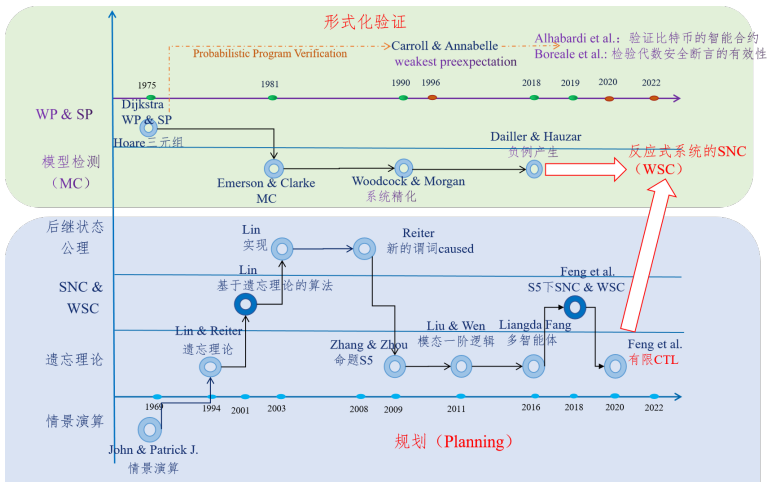 形式化验证
Alhabardi et al.：验证比特币的智能合约
Boreale et al.: 检验代数安全断言的有效性
Probabilistic Program Verification
Carroll & Annabelle
weakest preexpectation
1975
1981
1990
1996
2018
2019
2020
2022
WP & SP
Dijkstra
WP & SP
Hoare三元组
模型检测
（MC）
Emerson & Clarke
MC
Woodcock & Morgan
系统精化
Dailler & Hauzar
负例产生
反应式系统的SNC
（WSC）
后继状态
公理
Lin
实现
Reiter
新的谓词caused
SNC &
WSC
Lin
基于遗忘理论的算法
Feng et al.
S5下SNC & WSC
遗忘理论
Lin & Reiter
遗忘理论
Zhang & Zhou
命题S5
Liu & Wen
模态一阶逻辑
Liangda Fang
多智能体
Feng et al.
有限CTL
1969
1994
2001
2003
2008
2009
2011
2016
2018
2020
2022
情景演算
John & Patrick J.
情景演算
规划（Planning）